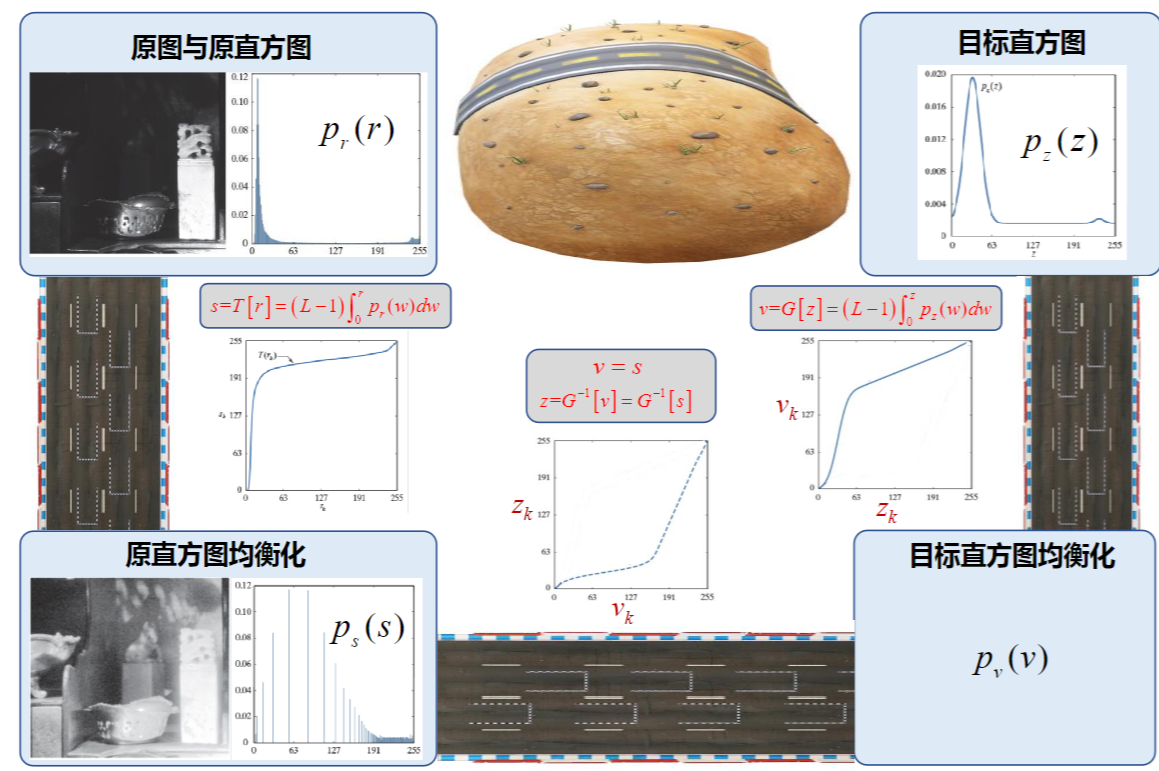 原图与原直方图
0.12
0.10
0.08
0.06
0.04
0.02
0
0 63 127 191 255
p_r(r)
目标直方图
0.020
0.016
0.012
0.008
0.004
0
0 63 127 191 255
z
p_z(z)
p_z(z)
s=T[r]=(L-1)∫_0^r p_r(w)dw
255
191
127
63
0
0 63 127 191 255
T(r_k)
s_k
r_k
v=G[z]=(L-1)∫_0^z p_z(w)dw
255
191
127
63
0
0 63 127 191 255
v_k
z_k
v = s
z=G^{-1}[v]=G^{-1}[s]
255
191
127
63
0
0 63 127 191 255
z_k
v_k
原直方图均衡化
0.12
0.10
0.08
0.06
0.04
0.02
0
0 63 127 191 255
p_s(s)
目标直方图均衡化
p_v(v)